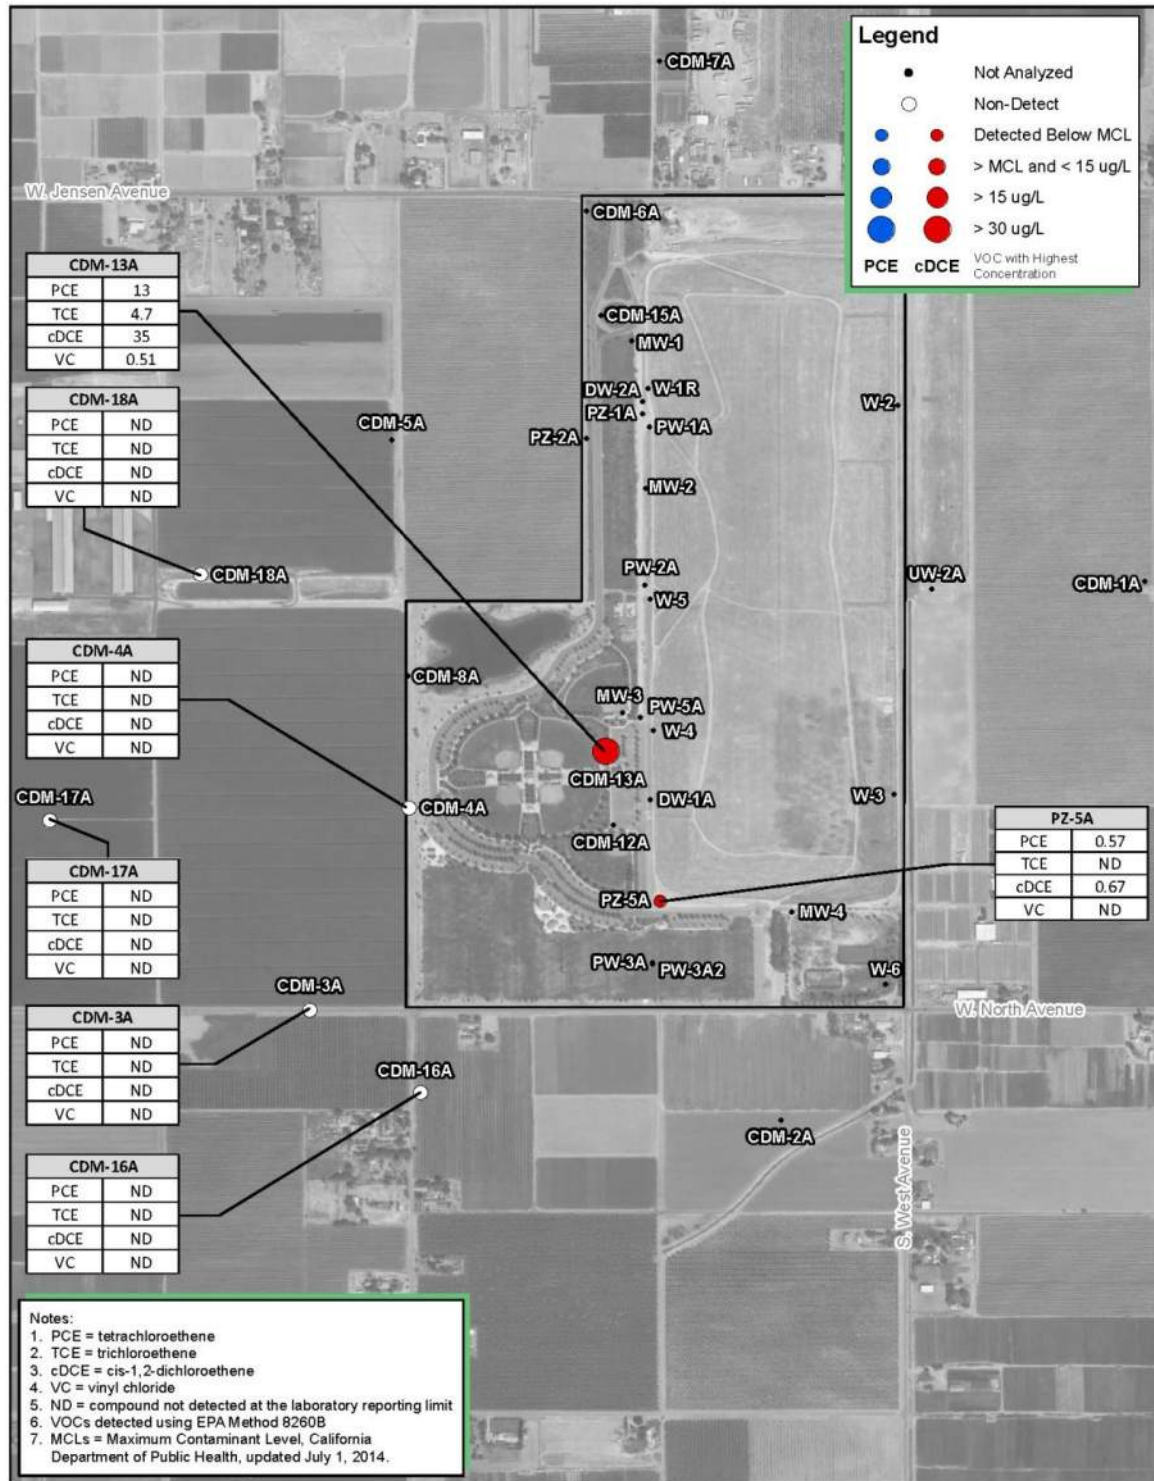 CDM-7A
Legend
Not Analyzed
Non-Detect
Detected Below MCL
> MCL and < 15 ug/L
> 15 ug/L
> 30 ug/L
PCE cDCE VOC with Highest
Concentration
W. Jensen Avenue
CDM-6A
CDM-13A
PCE 13
TCE 4.7
cDCE 35
VC 0.51
CDM-15A
MW-1
CDM-18A
PCE ND
TCE ND
cDCE ND
VC ND
DW-2A W-1R
PZ-1A
PW-1A
W-2
CDM-5A
PZ-2A
MW-2
CDM-18A
PW-2A
W-5
UW-2A
CDM-1A
CDM-4A
PCE ND
TCE ND
cDCE ND
VC ND
CDM-8A
MW-3
PW-5A
W-4
CDM-13A
CDM-17A
CDM-4A
DW-1A
W-3
CDM-12A
PZ-5A
PCE 0.57
TCE ND
cDCE 0.67
VC ND
CDM-17A
PCE ND
TCE ND
cDCE ND
VC ND
PZ-5A
MW-4
PW-3A PW-3A2
W-6
CDM-3A
W. North Avenue
CDM-3A
PCE ND
TCE ND
cDCE ND
VC ND
CDM-16A
CDM-2A
S. West Avenue
CDM-16A
PCE ND
TCE ND
cDCE ND
VC ND
Notes:
1. PCE = tetrachloroethene
2. TCE = trichloroethene
3. cDCE = cis-1,2-dichloroethene
4. VC = vinyl chloride
5. ND = compound not detected at the laboratory reporting limit
6. VOCs detected using EPA Method 8260B
7. MCLs = Maximum Contaminant Level, California
Department of Public Health, updated July 1, 2014.